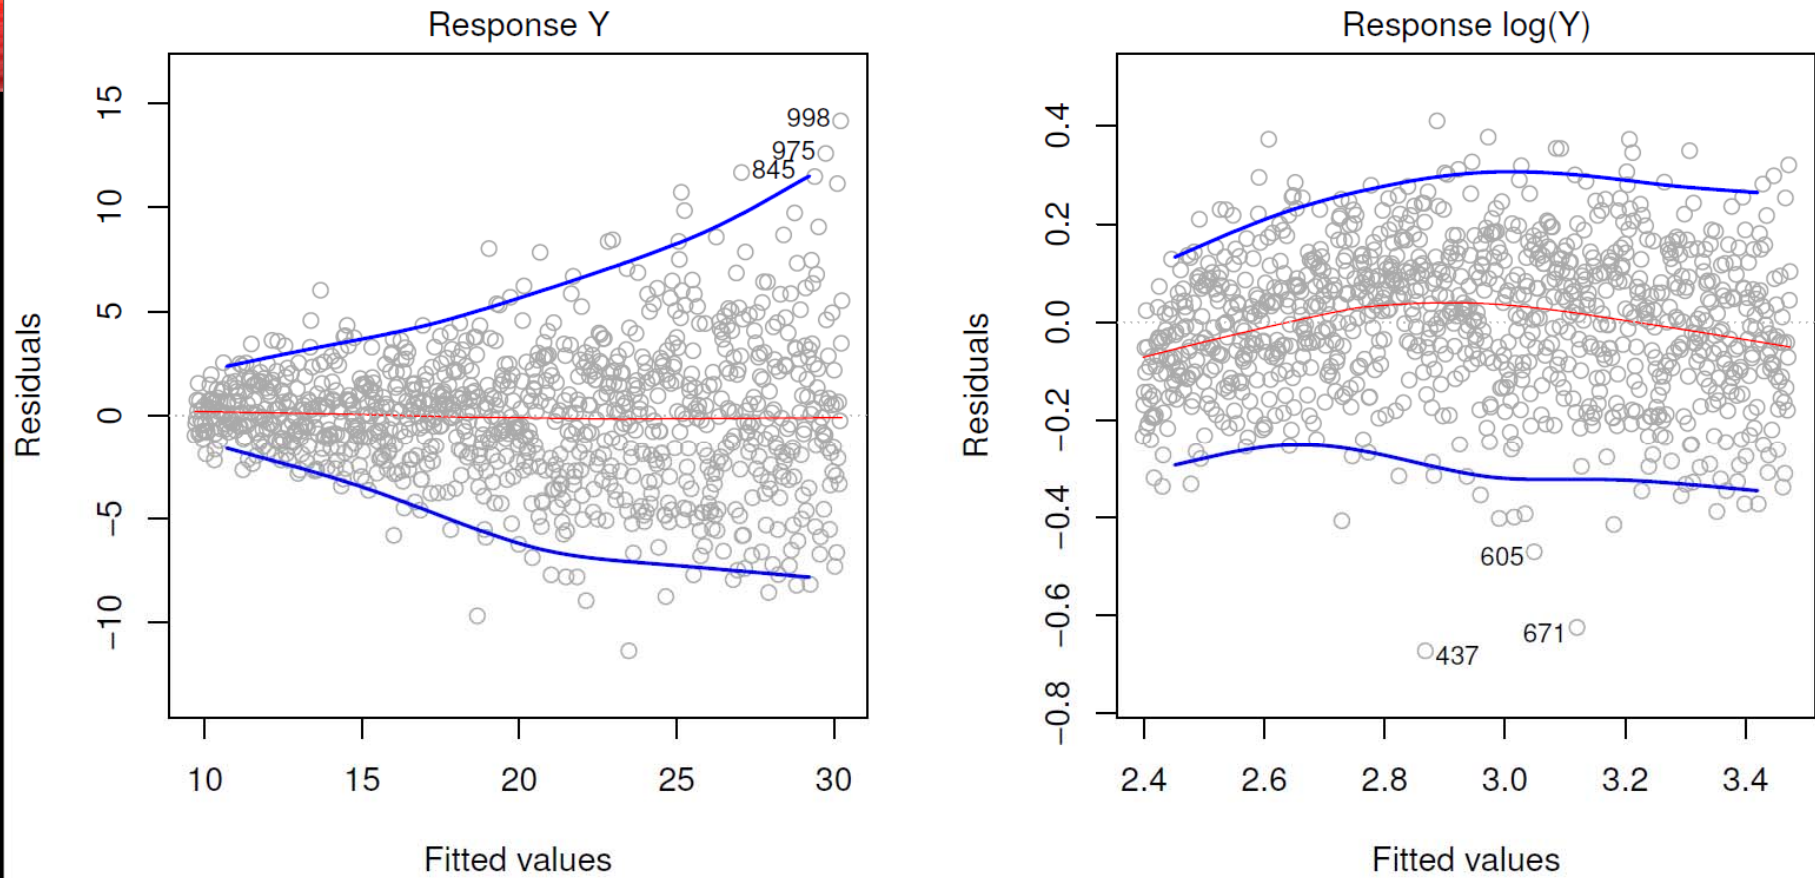 Response Y
Residuals
15
10
5
0
−5
−10
998
975
845
10 15 20 25 30
Fitted values
Response log(Y)
Residuals
0.4
0.2
0.0
−0.2
−0.4
−0.6
−0.8
605
671
437
2.4 2.6 2.8 3.0 3.2 3.4
Fitted values